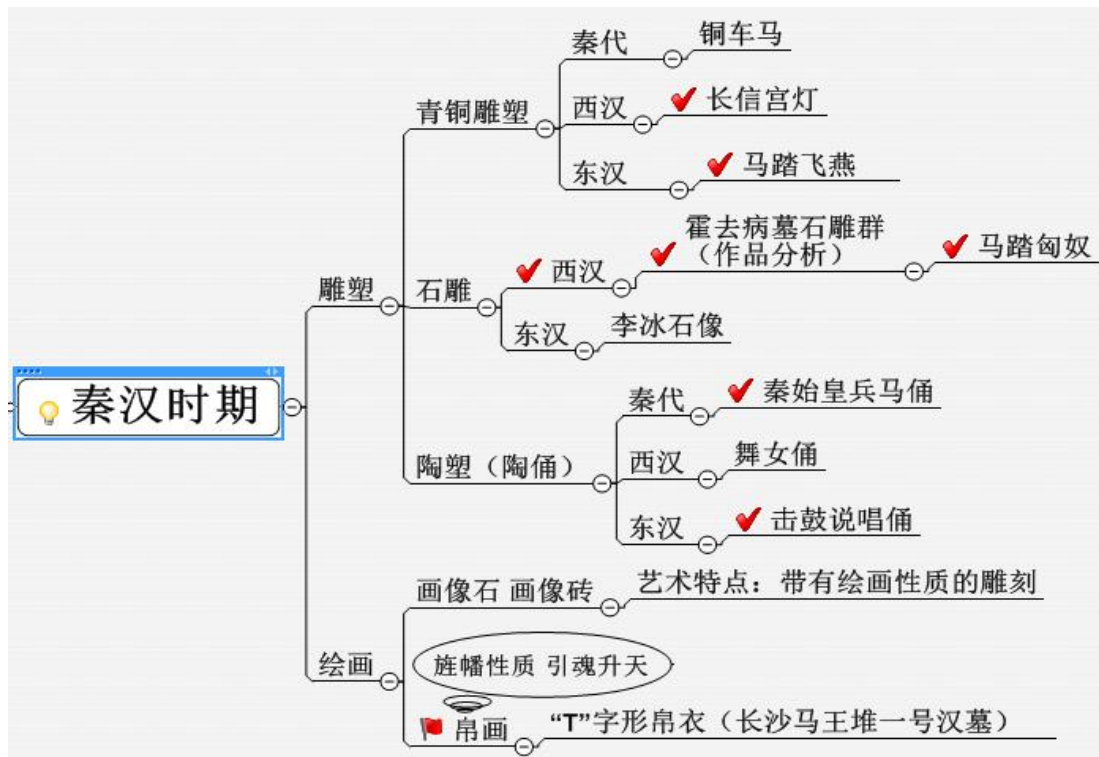 秦汉时期
雕塑
青铜雕塑
秦代
铜车马
西汉
长信宫灯
东汉
马踏飞燕
石雕
西汉
霍去病墓石雕群
（作品分析）
马踏匈奴
东汉
李冰石像
陶塑（陶俑）
秦代
秦始皇兵马俑
西汉
舞女俑
东汉
击鼓说唱俑
绘画
画像石 画像砖
艺术特点：带有绘画性质的雕刻
旌幡性质 引魂升天
帛画
“T”字形帛衣（长沙马王堆一号汉墓）